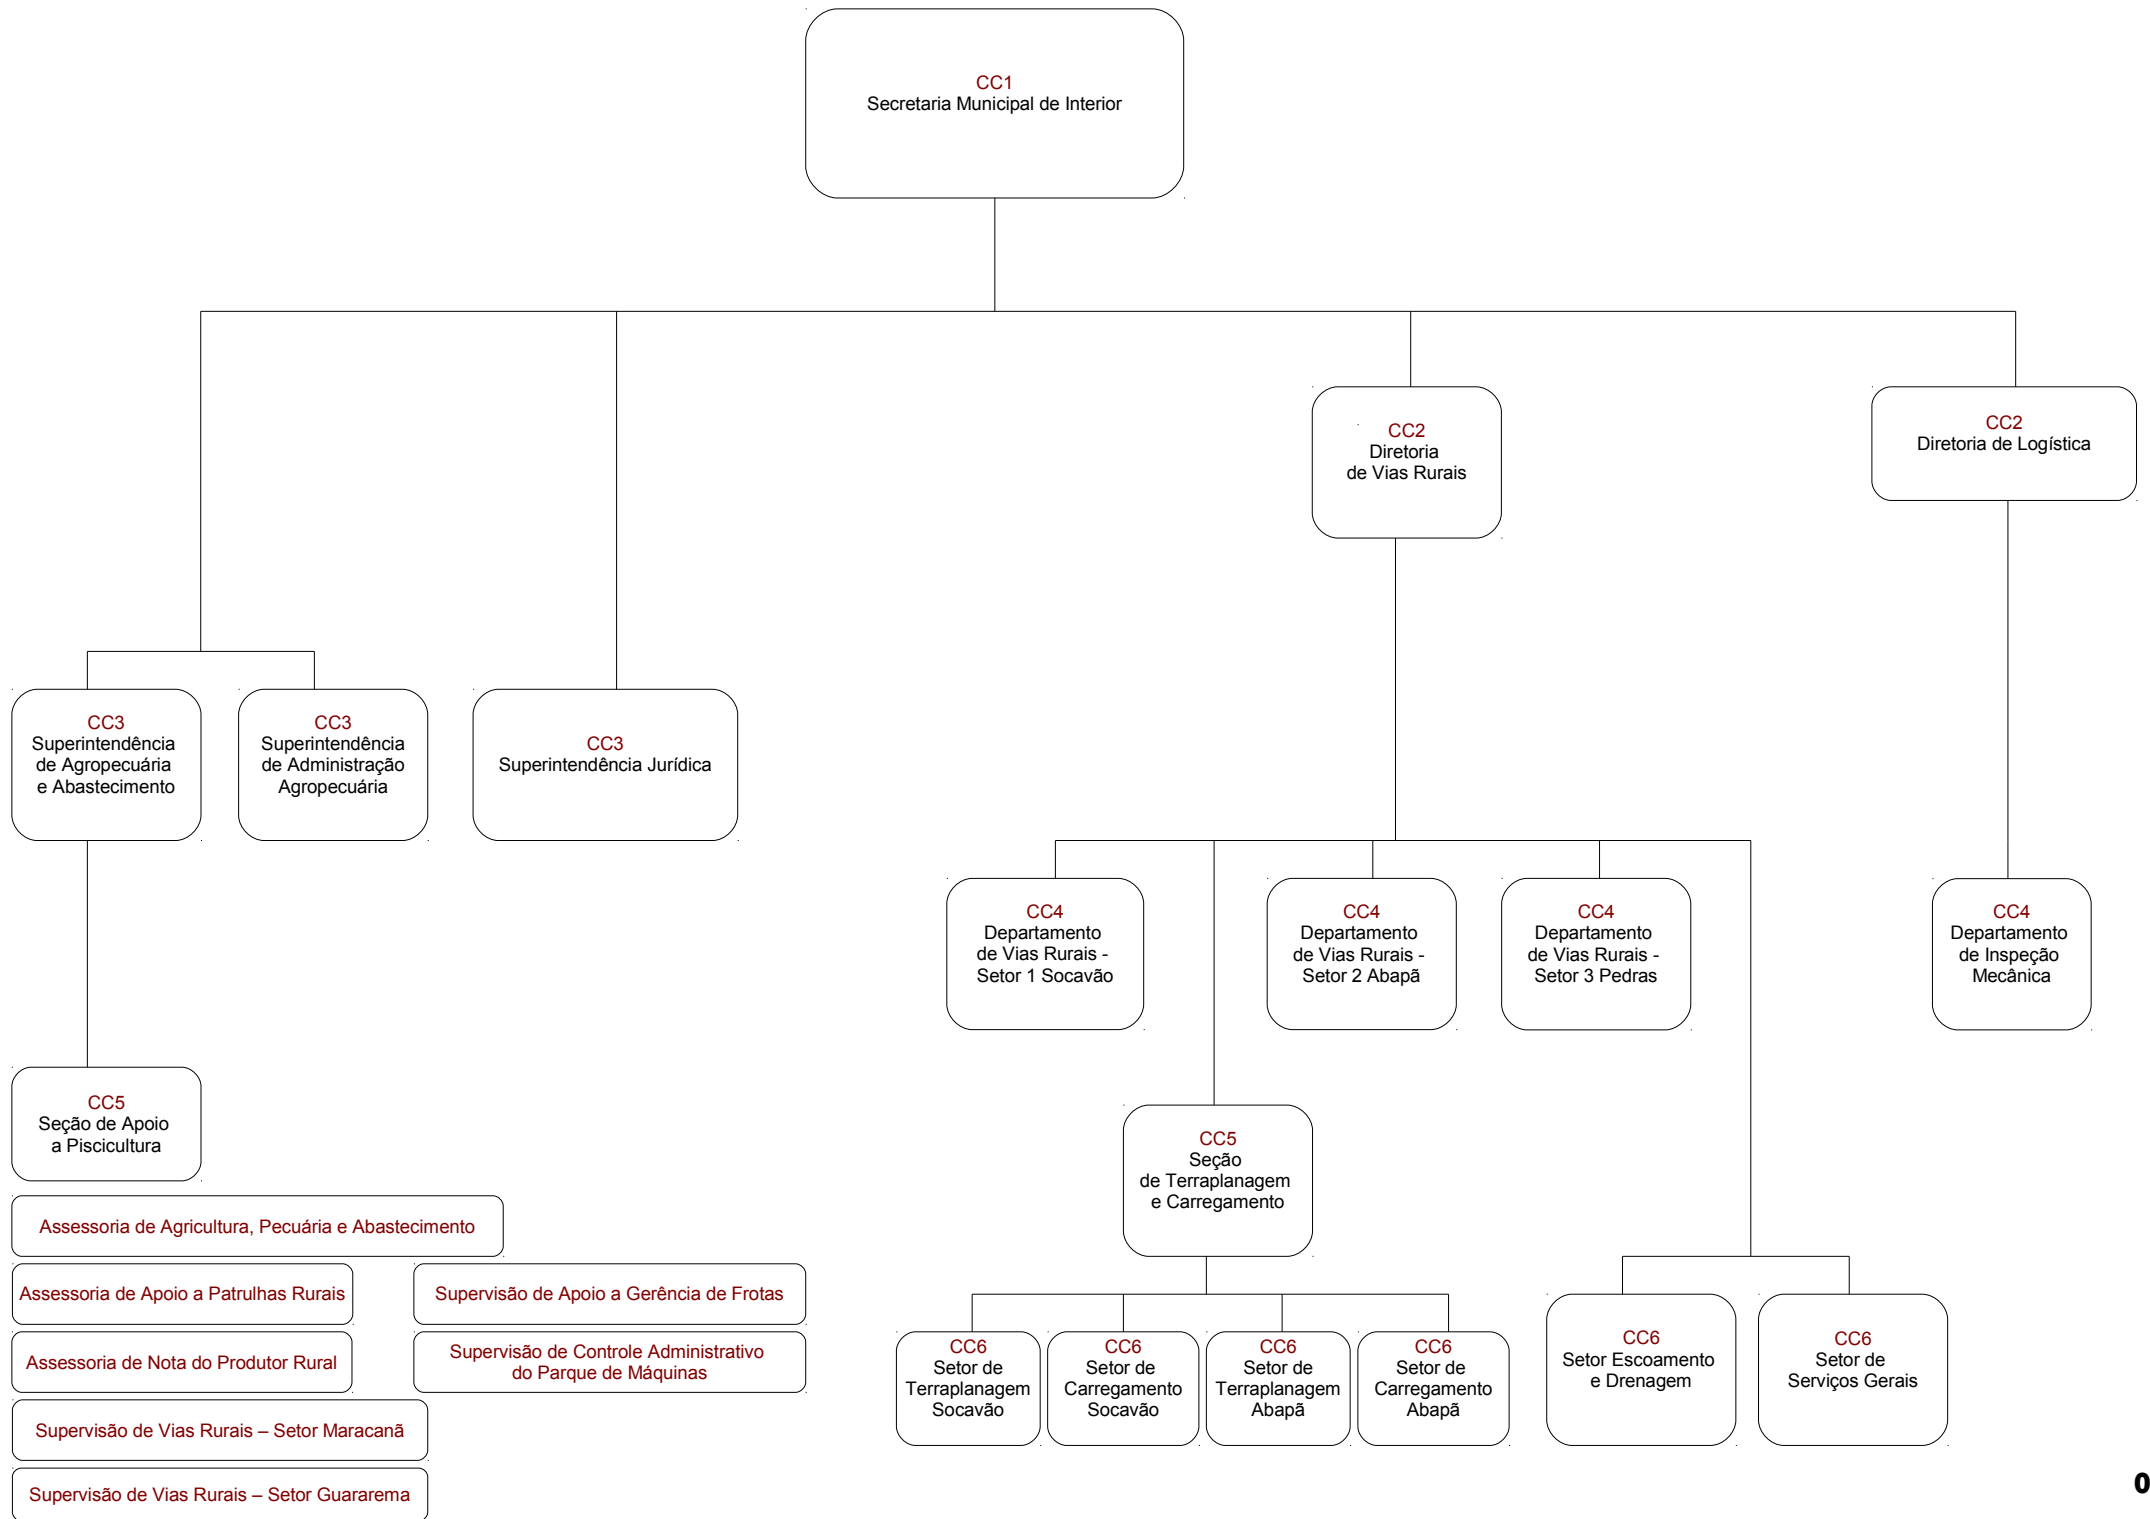 CC1
Secretaria Municipal de Interior
CC2
Diretoria
de Vias Rurais
CC2
Diretoria de Logística
CC3
Superintendência
de Agropecuária
e Abastecimento
CC3
Superintendência
de Administração
Agropecuária
CC3
Superintendência Jurídica
CC4
Departamento
de Vias Rurais -
Setor 1 Socavão
CC4
Departamento
de Vias Rurais -
Setor 2 Abapã
CC4
Departamento
de Vias Rurais -
Setor 3 Pedras
CC4
Departamento
de Inspeção
Mecânica
CC5
Seção de Apoio
a Piscicultura
CC5
Seção
de Terraplanagem
e Carregamento
Assessoria de Agricultura, Pecuária e Abastecimento
Assessoria de Apoio a Patrulhas Rurais
Supervisão de Apoio a Gerência de Frotas
Assessoria de Nota do Produtor Rural
Supervisão de Controle Administrativo
do Parque de Máquinas
Supervisão de Vias Rurais – Setor Maracanã
Supervisão de Vias Rurais – Setor Guararema
CC6
Setor de
Terraplanagem
Socavão
CC6
Setor de
Carregamento
Socavão
CC6
Setor de
Terraplanagem
Abapã
CC6
Setor de
Carregamento
Abapã
CC6
Setor Escoamento
e Drenagem
CC6
Setor de
Serviços Gerais
0